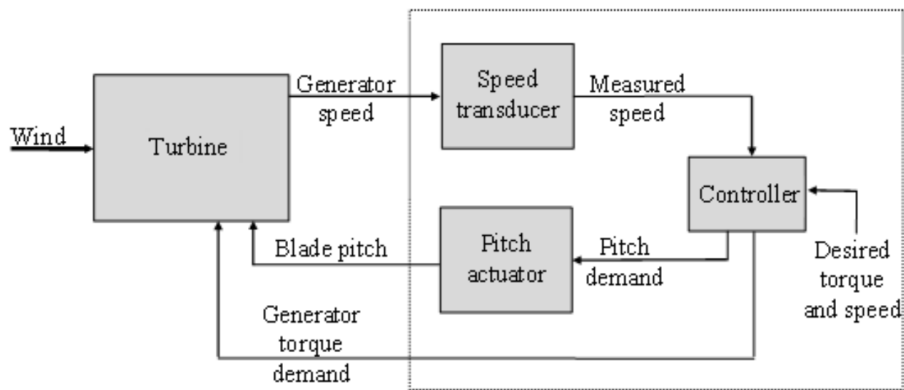 Wind
Turbine
Generator
speed
Speed
transducer
Measured
speed
Controller
Desired
torque
and speed
Pitch
demand
Pitch
actuator
Blade pitch
Generator
torque
demand